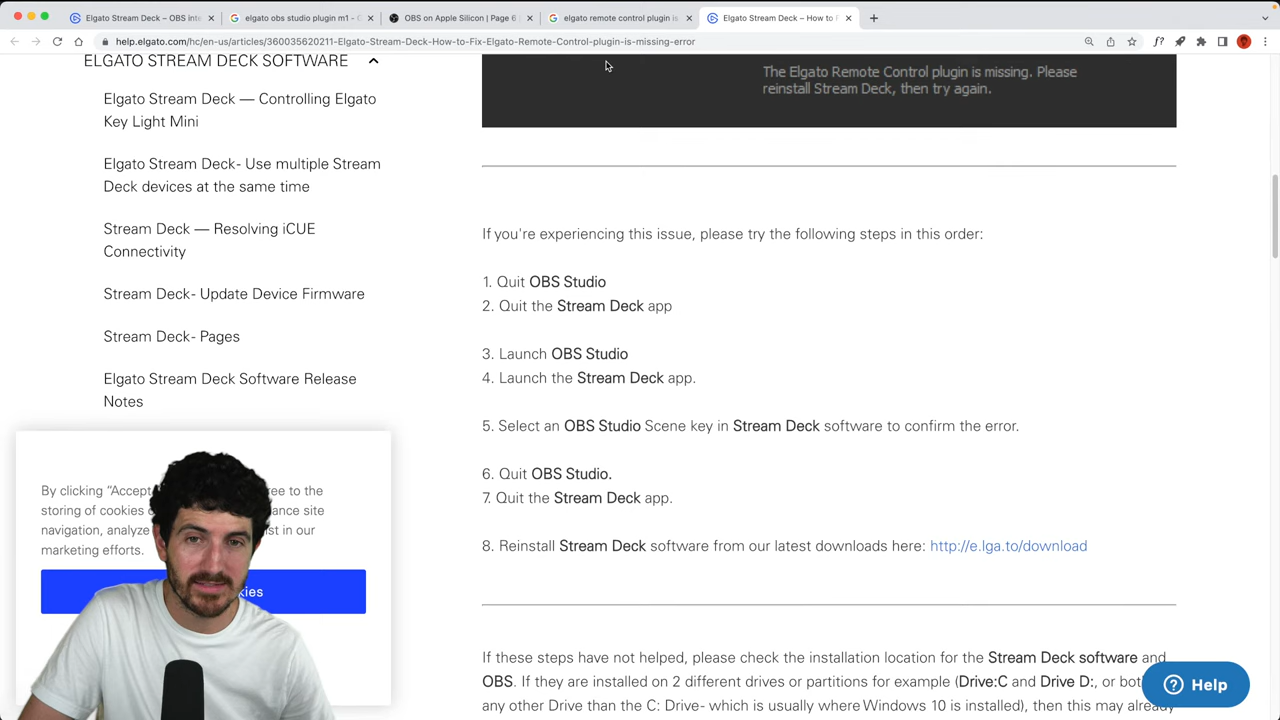 Elgato Stream Deck – OBS inte
elgato obs studio plugin m1 - G
OBS on Apple Silicon | Page 6 |
elgato remote control plugin is
Elgato Stream Deck – How to F
help.elgato.com/hc/en-us/articles/360035620211-Elgato-Stream-Deck-How-to-Fix-Elgato-Remote-Control-plugin-is-missing-error
ELGATO STREAM DECK SOFTWARE
Elgato Stream Deck — Controlling Elgato
Key Light Mini
Elgato Stream Deck- Use multiple Stream
Deck devices at the same time
Stream Deck — Resolving iCUE
Connectivity
Stream Deck- Update Device Firmware
Stream Deck- Pages
Elgato Stream Deck Software Release
Notes
By clicking “Accept ree to the
storing of cookies ance site
navigation, analyze ist in our
marketing efforts.
kies
The Elgato Remote Control plugin is missing. Please
reinstall Stream Deck, then try again.
If you're experiencing this issue, please try the following steps in this order:
1. Quit OBS Studio
2. Quit the Stream Deck app
3. Launch OBS Studio
4. Launch the Stream Deck app.
5. Select an OBS Studio Scene key in Stream Deck software to confirm the error.
6. Quit OBS Studio.
7. Quit the Stream Deck app.
8. Reinstall Stream Deck software from our latest downloads here: http://e.lga.to/download
If these steps have not helped, please check the installation location for the Stream Deck software and
OBS. If they are installed on 2 different drives or partitions for example (Drive:C and Drive D:, or bot
any other Drive than the C: Drive- which is usually where Windows 10 is installed), then this may already
Help